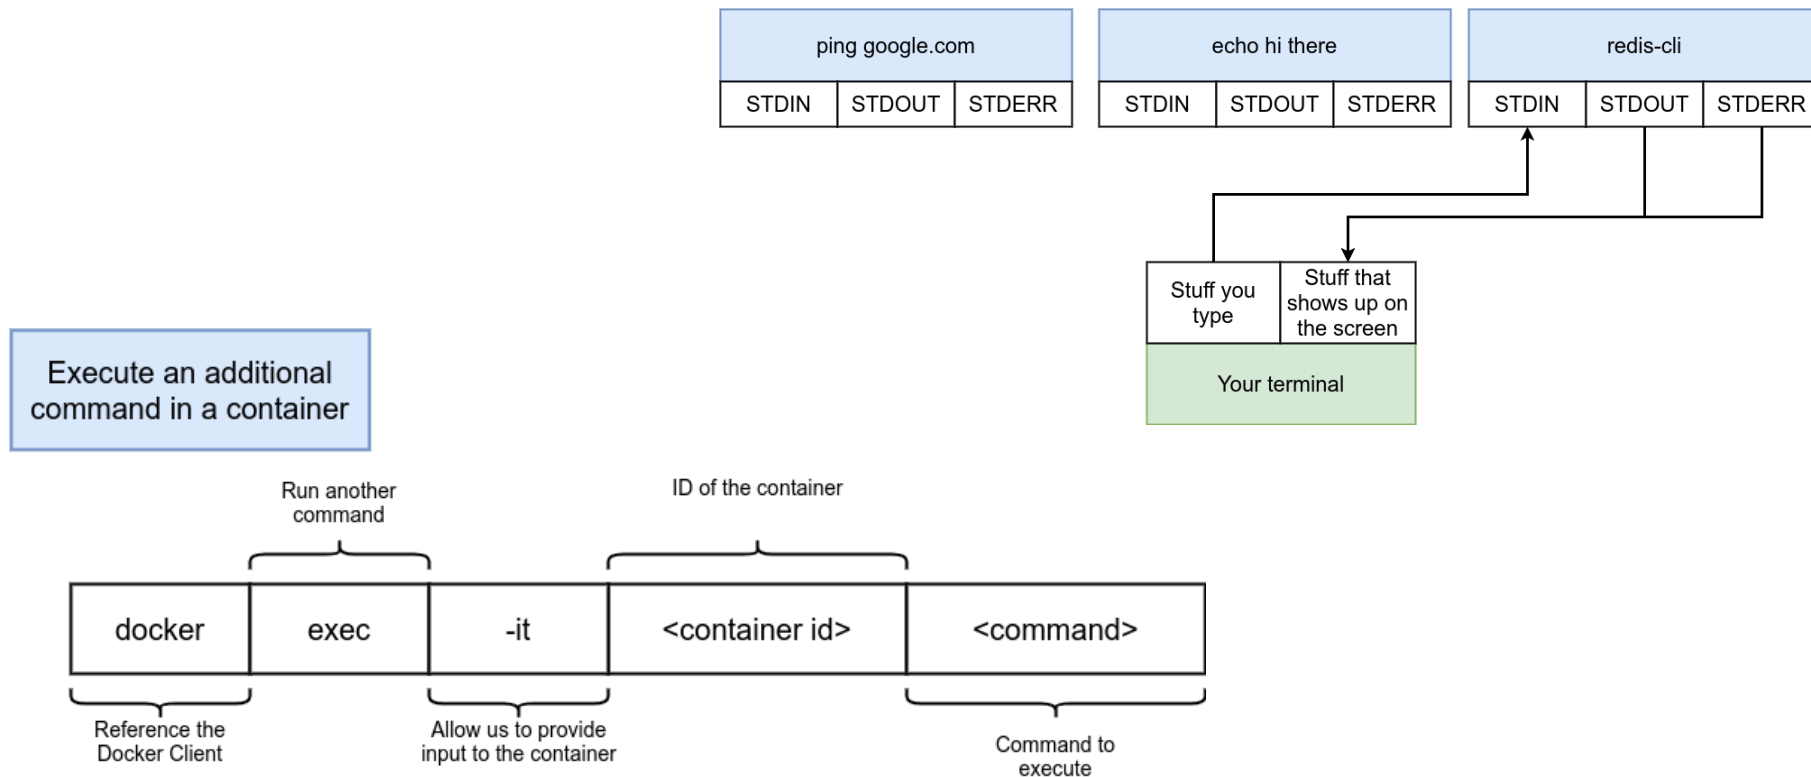 ping google.com
STDIN
STDOUT
STDERR
echo hi there
STDIN
STDOUT
STDERR
redis-cli
STDIN
STDOUT
STDERR
Stuff you
type
Stuff that
shows up on
the screen
Your terminal
Execute an additional
command in a container
Run another
command
ID of the container
docker
exec
-it
<container id>
<command>
Reference the
Docker Client
Allow us to provide
input to the container
Command to
execute